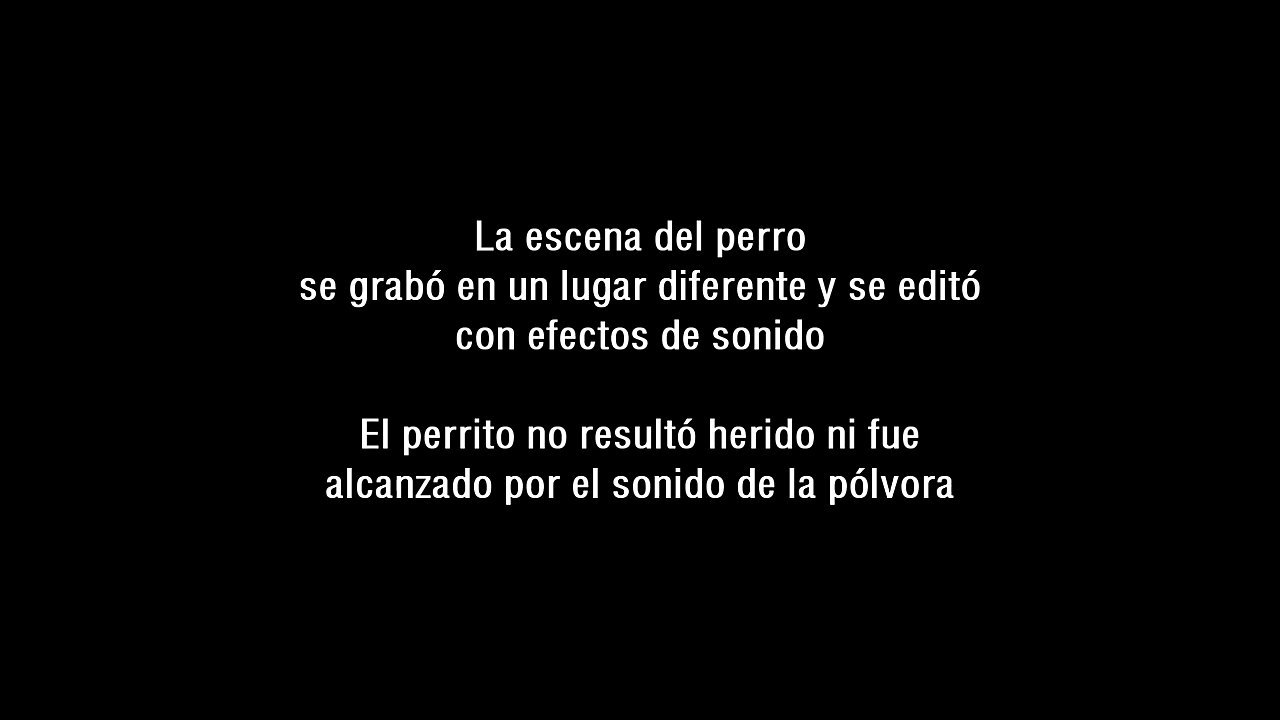 La escena del perro
se grabó en un lugar diferente y se editó
con efectos de sonido
El perrito no resultó herido ni fue
alcanzado por el sonido de la pólvora